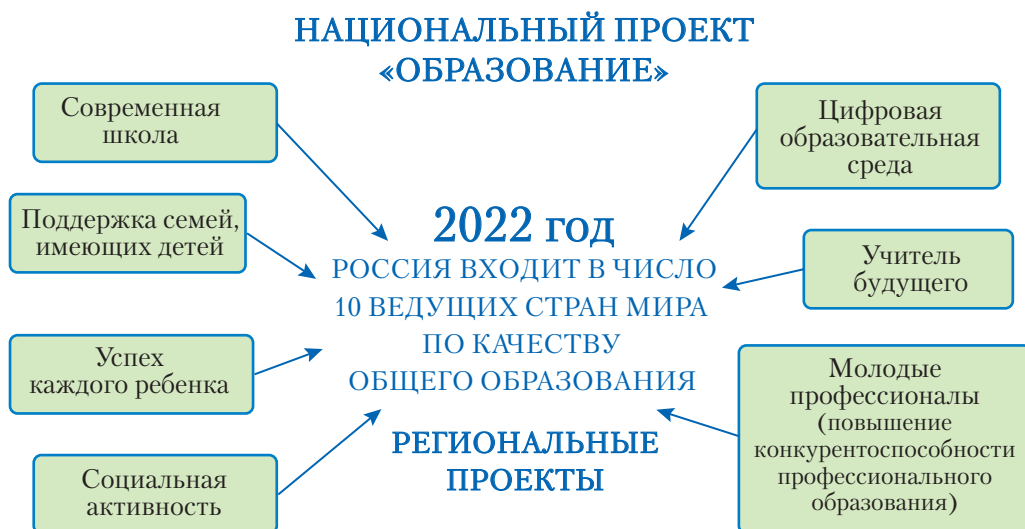 НАЦИОНАЛЬНЫЙ ПРОЕКТ
«ОБРАЗОВАНИЕ»
Современная
школа
Поддержка семей,
имеющих детей
Успех
каждого ребенка
Социальная
активность
2022 год
РОССИЯ ВХОДИТ В ЧИСЛО
10 ВЕДУЩИХ СТРАН МИРА
ПО КАЧЕСТВУ
ОБЩЕГО ОБРАЗОВАНИЯ
РЕГИОНАЛЬНЫЕ
ПРОЕКТЫ
Цифровая
образовательная
среда
Учитель
будущего
Молодые
профессионалы
(повышение
конкурентоспособности
профессионального
образования)